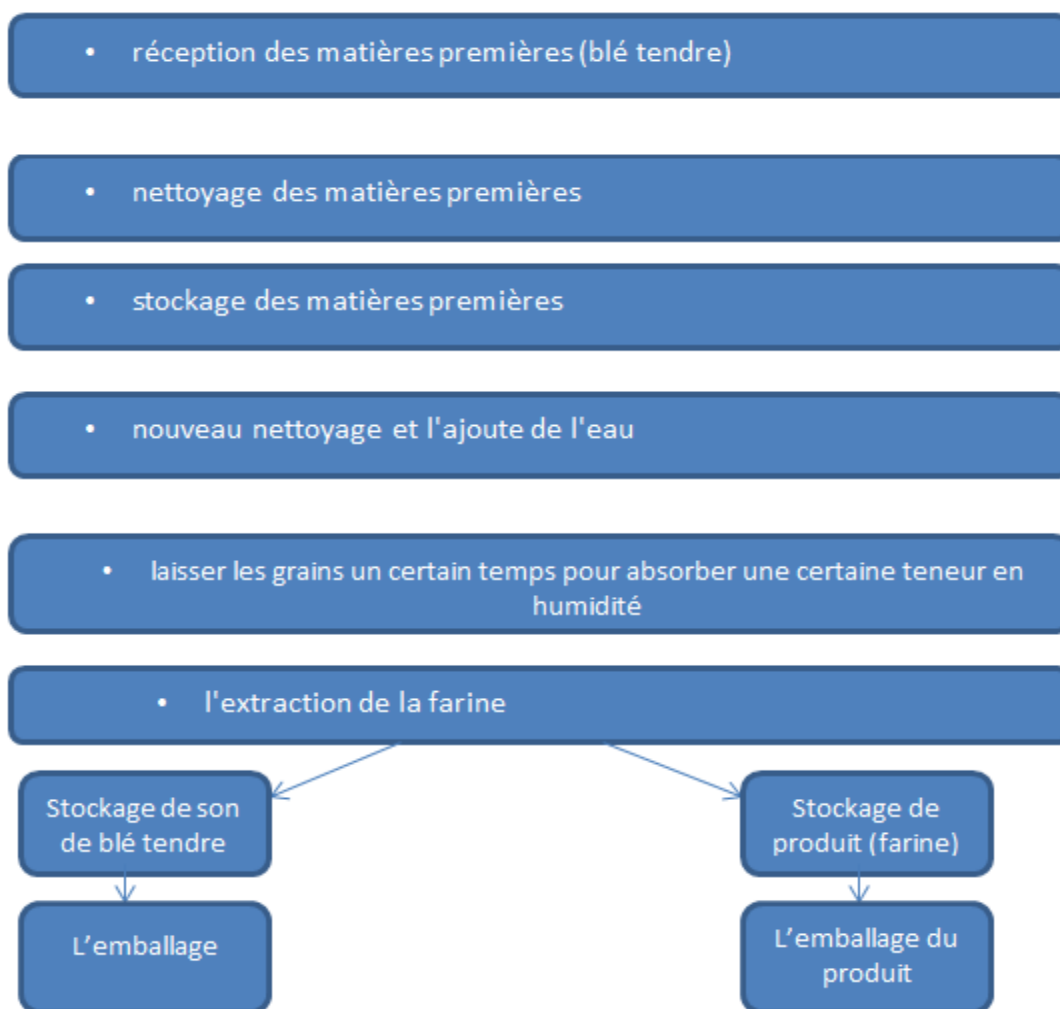 • réception des matières premières (blé tendre)
• nettoyage des matières premières
• stockage des matières premières
• nouveau nettoyage et l'ajoute de l'eau
• laisser les grains un certain temps pour absorber une certaine teneur en
humidité
• l'extraction de la farine
Stockage de son
de blé tendre
Stockage de
produit (farine)
L’emballage
L’emballage du
produit